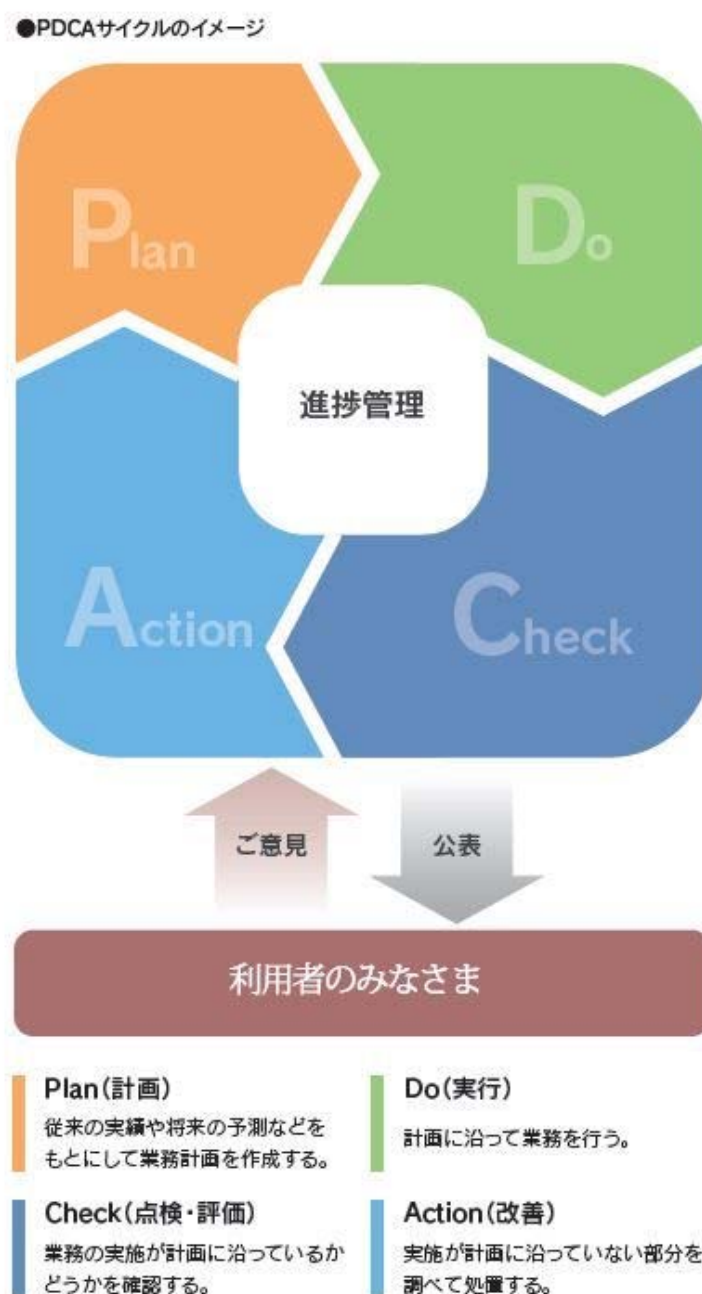 ●PDCAサイクルのイメージ
Plan
Do
進捗管理
Action
Check
ご意見
公表
利用者のみなさま
Plan(計画)
従来の実績や将来の予測などを
もとにして業務計画を作成する。
Do(実行)
計画に沿って業務を行う。
Check(点検・評価)
業務の実施が計画に沿っているか
どうかを確認する。
Action(改善)
実施が計画に沿っていない部分を
調べて処置する。